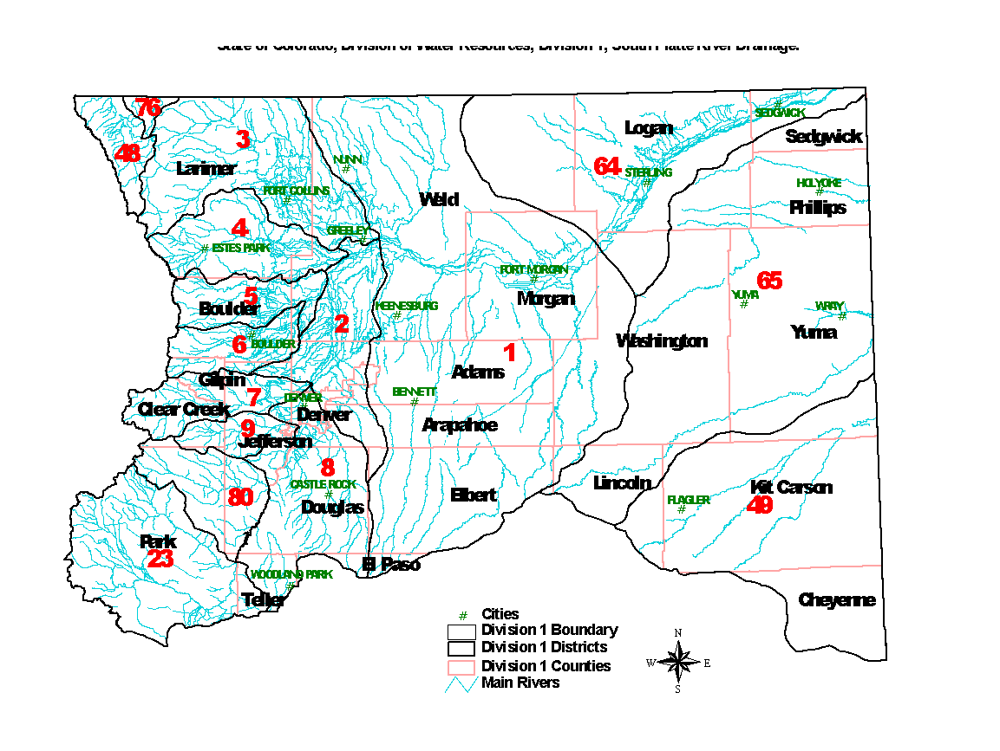 State of Colorado, Division of Water Resources, Division 1, South Platte River Drainage.
76
SEDGWICK
Logan
3
Sedgwick
48
NUNN
64
Larimer
STERLING
HOLYOKE
FORT COLLINS
Weld
Phillips
4
GREELEY
ESTES PARK
FORT MORGAN
65
5
YUMA
Morgan
KEENESBURG
WRAY
Boulder
2
Yuma
6
BOULDER
Washington
1
Adams
Gilpin
BENNETT
7
DENVER
Clear Creek
Denver
9
Arapahoe
Jefferson
8
CASTLE ROCK
Lincoln
Kit Carson
80
Elbert
FLAGLER
49
Douglas
Park
23
El Paso
WOODLAND PARK
Teller
Cheyenne
# Cities
Division 1 Boundary
Division 1 Districts
Division 1 Counties
Main Rivers
N
W E
S